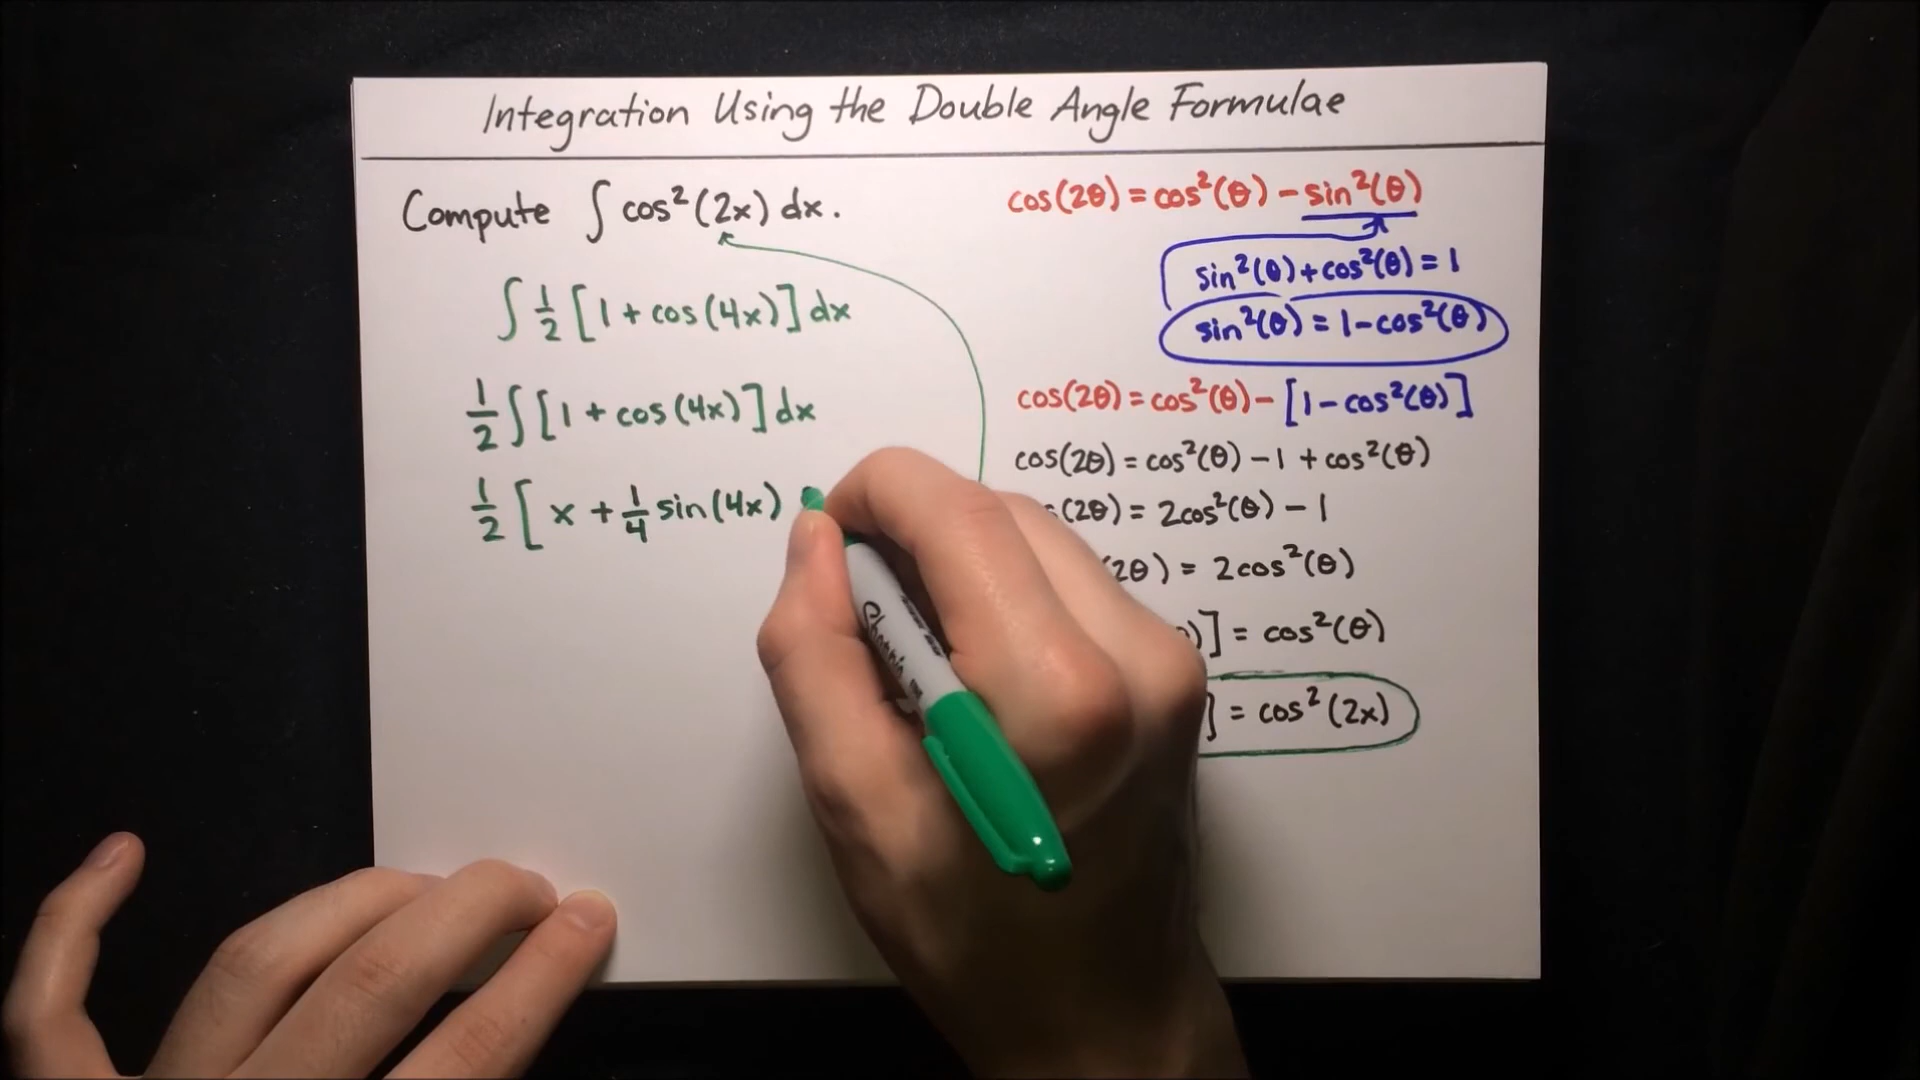 Integration Using the Double Angle Formulae
Compute ∫ cos²(2x) dx.
∫ ½ [1 + cos(4x)] dx
½ ∫ [1 + cos(4x)] dx
½ [ x + ¼ sin(4x)
cos(2θ) = cos²(θ) - sin²(θ)
sin²(θ) + cos²(θ) = 1
sin²(θ) = 1 - cos²(θ)
cos(2θ) = cos²(θ) - [1 - cos²(θ)]
cos(2θ) = cos²(θ) - 1 + cos²(θ)
(2θ) = 2cos²(θ) - 1
2θ) = 2cos²(θ)
)] = cos²(θ)
] = cos²(2x)
Sharpie